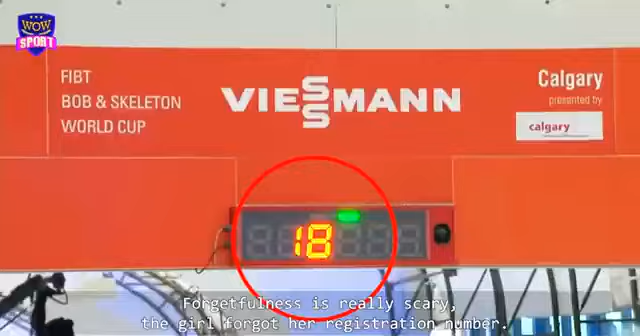 WOW
SPORT
FIBT
BOB & SKELETON
WORLD CUP
VIESSMANN
Calgary
presented by
calgary
18
Forgetfulness is really scary,
the girl forgot her registration number.